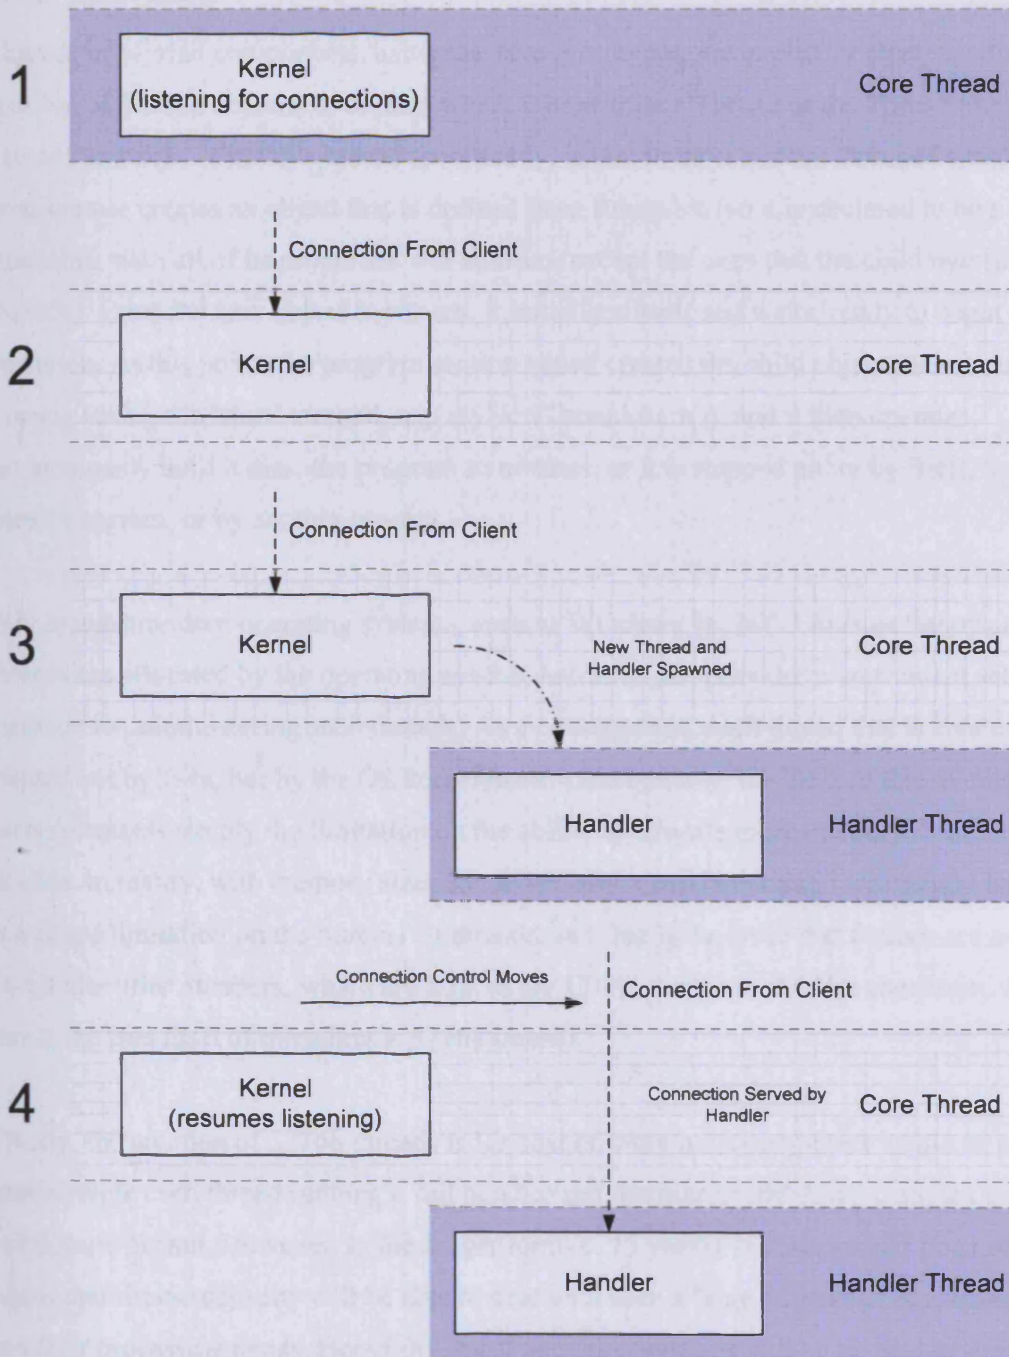 1
Kernel
(listening for connections)
Core Thread
Connection From Client
2
Kernel
Core Thread
Connection From Client
3
Kernel
New Thread and
Handler Spawned
Core Thread
Handler
Handler Thread
Connection Control Moves
Connection From Client
4
Kernel
(resumes listening)
Connection Served by
Handler
Core Thread
Handler
Handler Thread